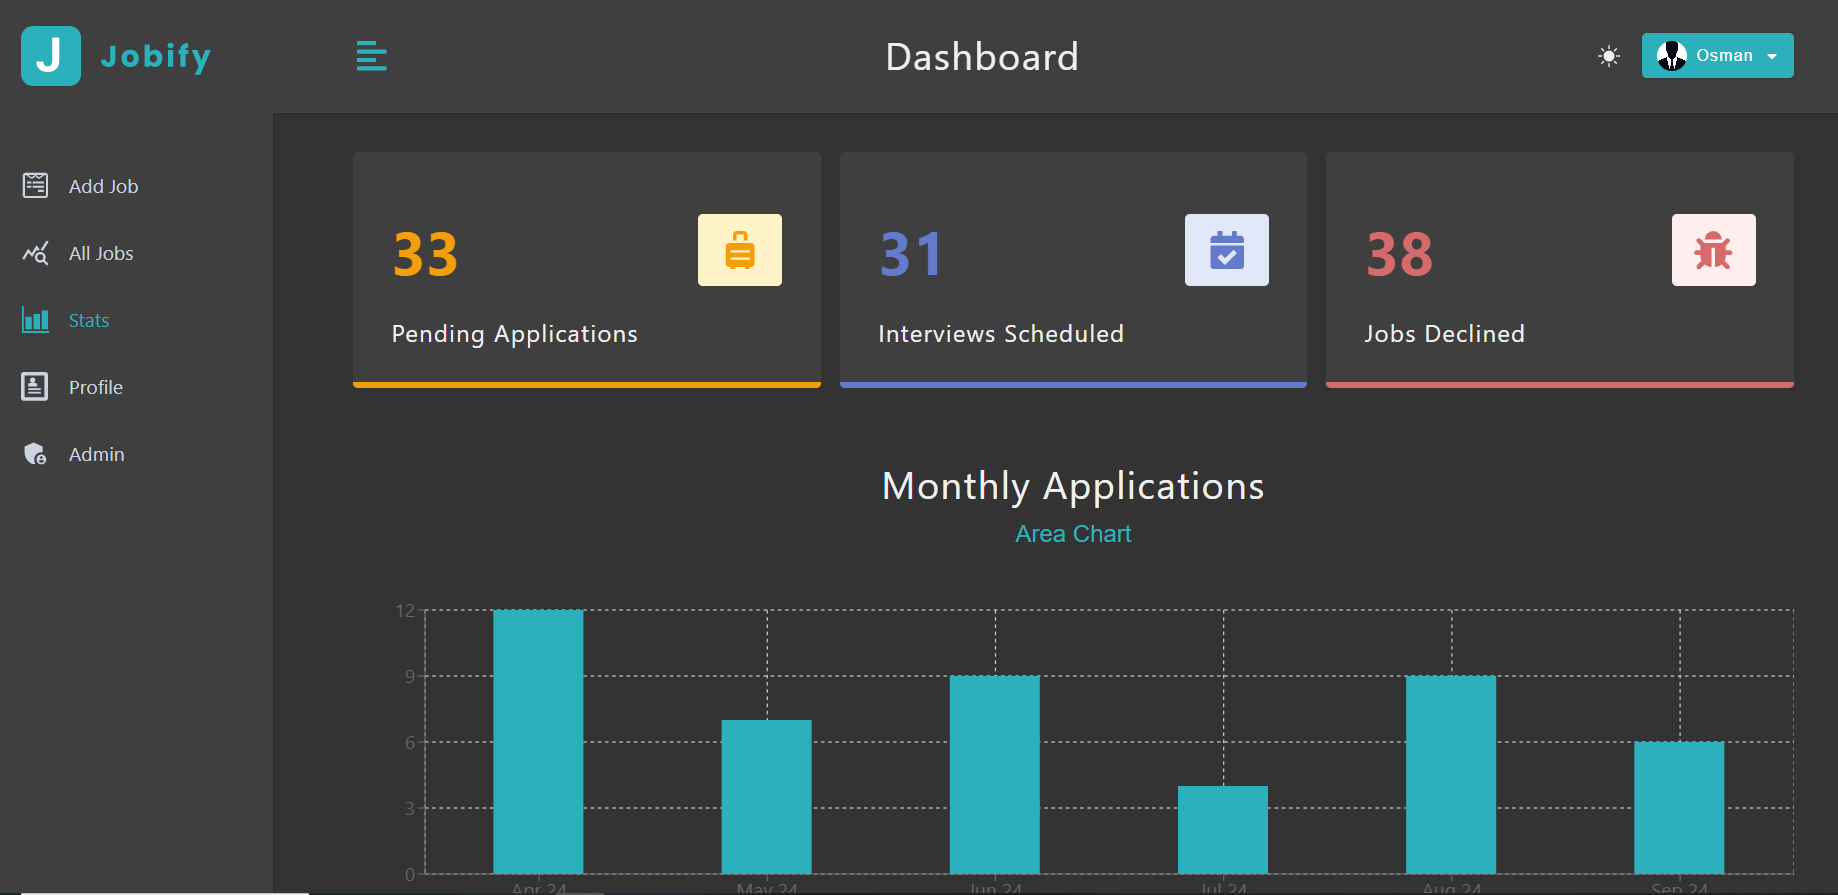 J Jobify
Dashboard
Osman
Add Job
All Jobs
Stats
Profile
Admin
33
Pending Applications
31
Interviews Scheduled
38
Jobs Declined
Monthly Applications
Area Chart
12
9
6
3
0
Apr 24 May 24 Jun 24 Jul 24 Aug 24 Sep 24